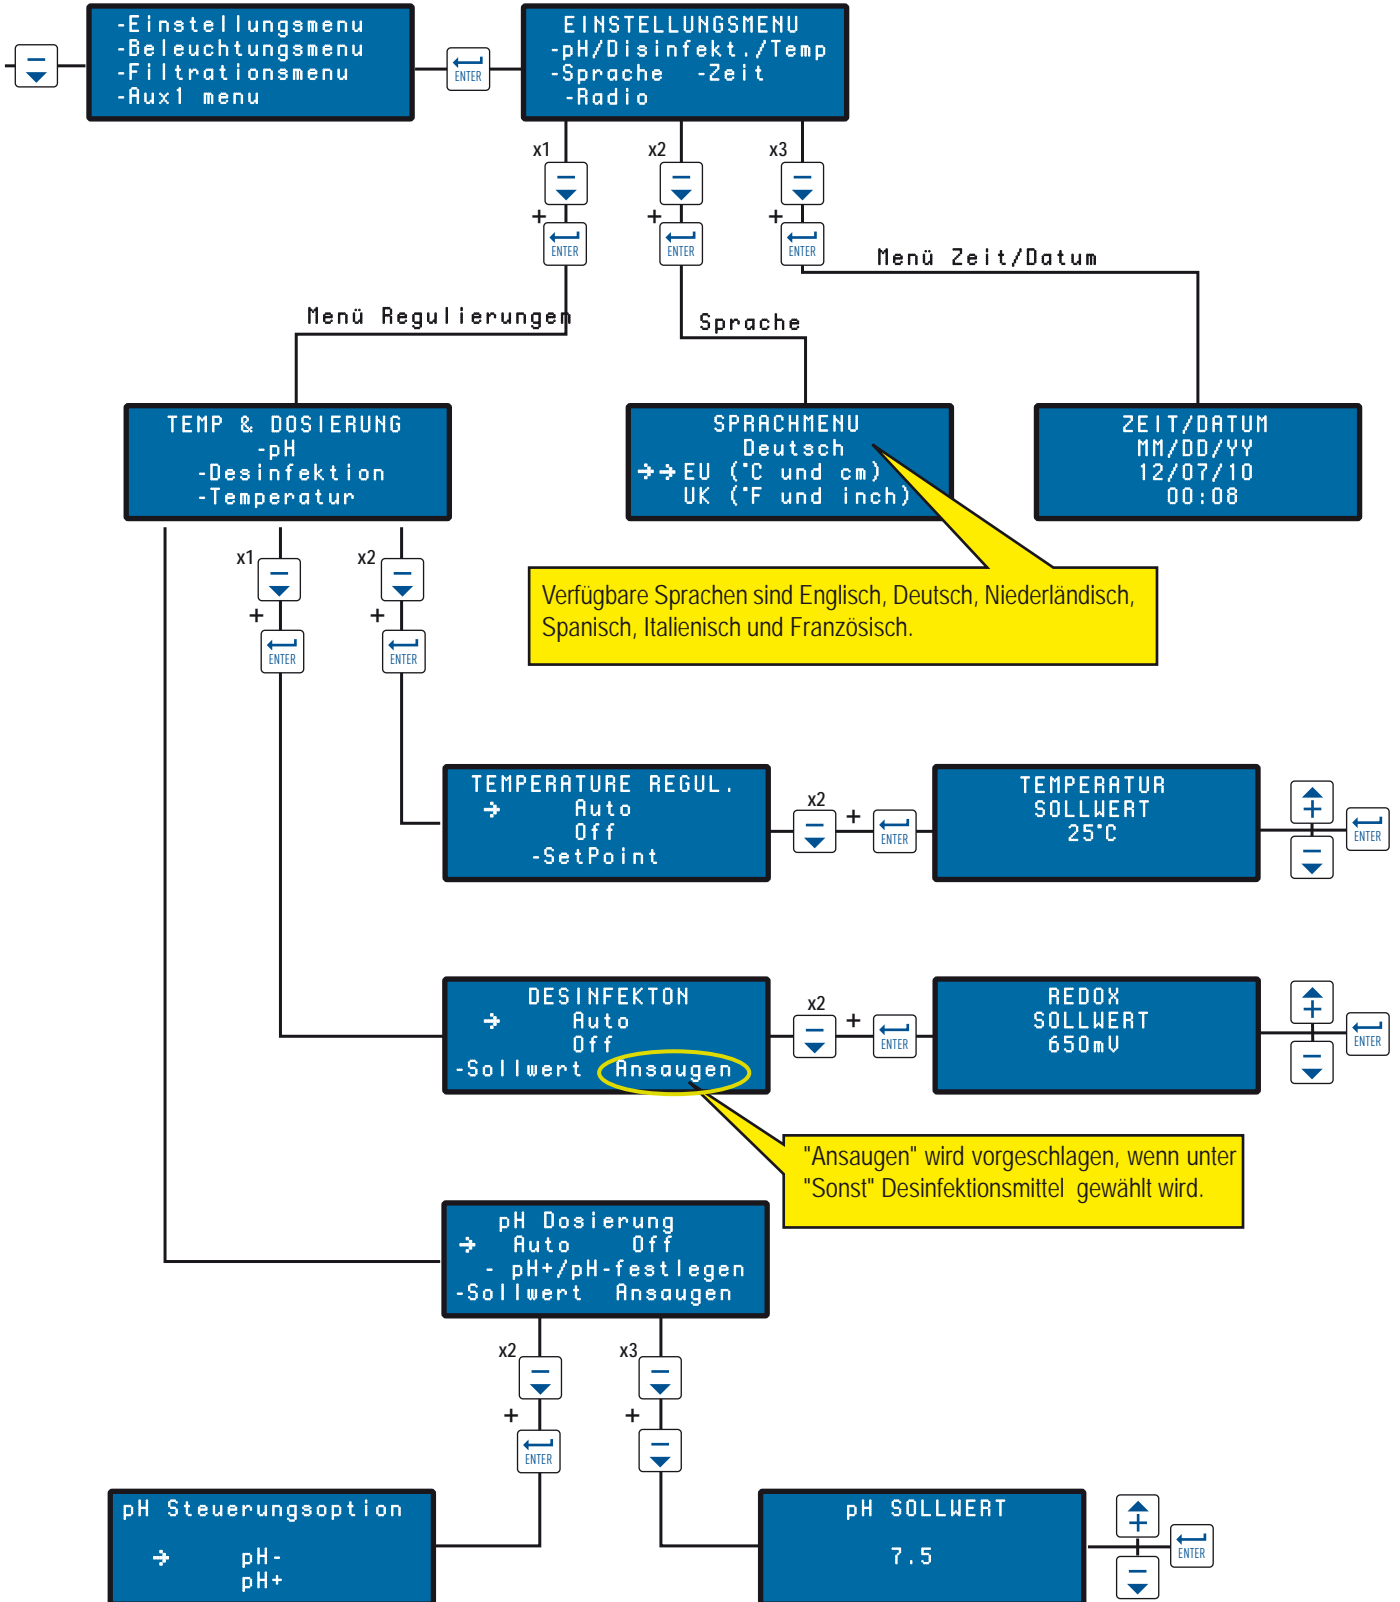 -Einstellungsmenu
-Beleuchtungsmenu
-Filtrationsmenu
-Aux1 menu
ENTER
EINSTELLUNGSMENU
-pH/Disinfekt./Temp
-Sprache -Zeit
-Radio
x1
x2
x3
+
+
+
ENTER
ENTER
ENTER
Menü Zeit/Datum
Menü Regulierungen
Sprache
TEMP & DOSIERUNG
-pH
-Desinfektion
-Temperatur
SPRACHMENU
Deutsch
→→EU (°C und cm)
UK (°F und inch)
ZEIT/DATUM
MM/DD/YY
12/07/10
00:08
x1
x2
+
+
ENTER
ENTER
Verfügbare Sprachen sind Englisch, Deutsch, Niederländisch,
Spanisch, Italienisch und Französisch.
TEMPERATURE REGUL.
→ Auto
Off
-SetPoint
x2
+
ENTER
TEMPERATUR
SOLLWERT
25°C
ENTER
DESINFEKTON
→ Auto
Off
-Sollwert Ansaugen
x2
+
ENTER
REDOX
SOLLWERT
650mV
ENTER
"Ansaugen" wird vorgeschlagen, wenn unter
"Sonst" Desinfektionsmittel gewählt wird.
pH Dosierung
→ Auto Off
- pH+/pH-festlegen
-Sollwert Ansaugen
x2
x3
+
+
ENTER
pH Steuerungsoption
→ pH-
pH+
pH SOLLWERT
7.5
ENTER